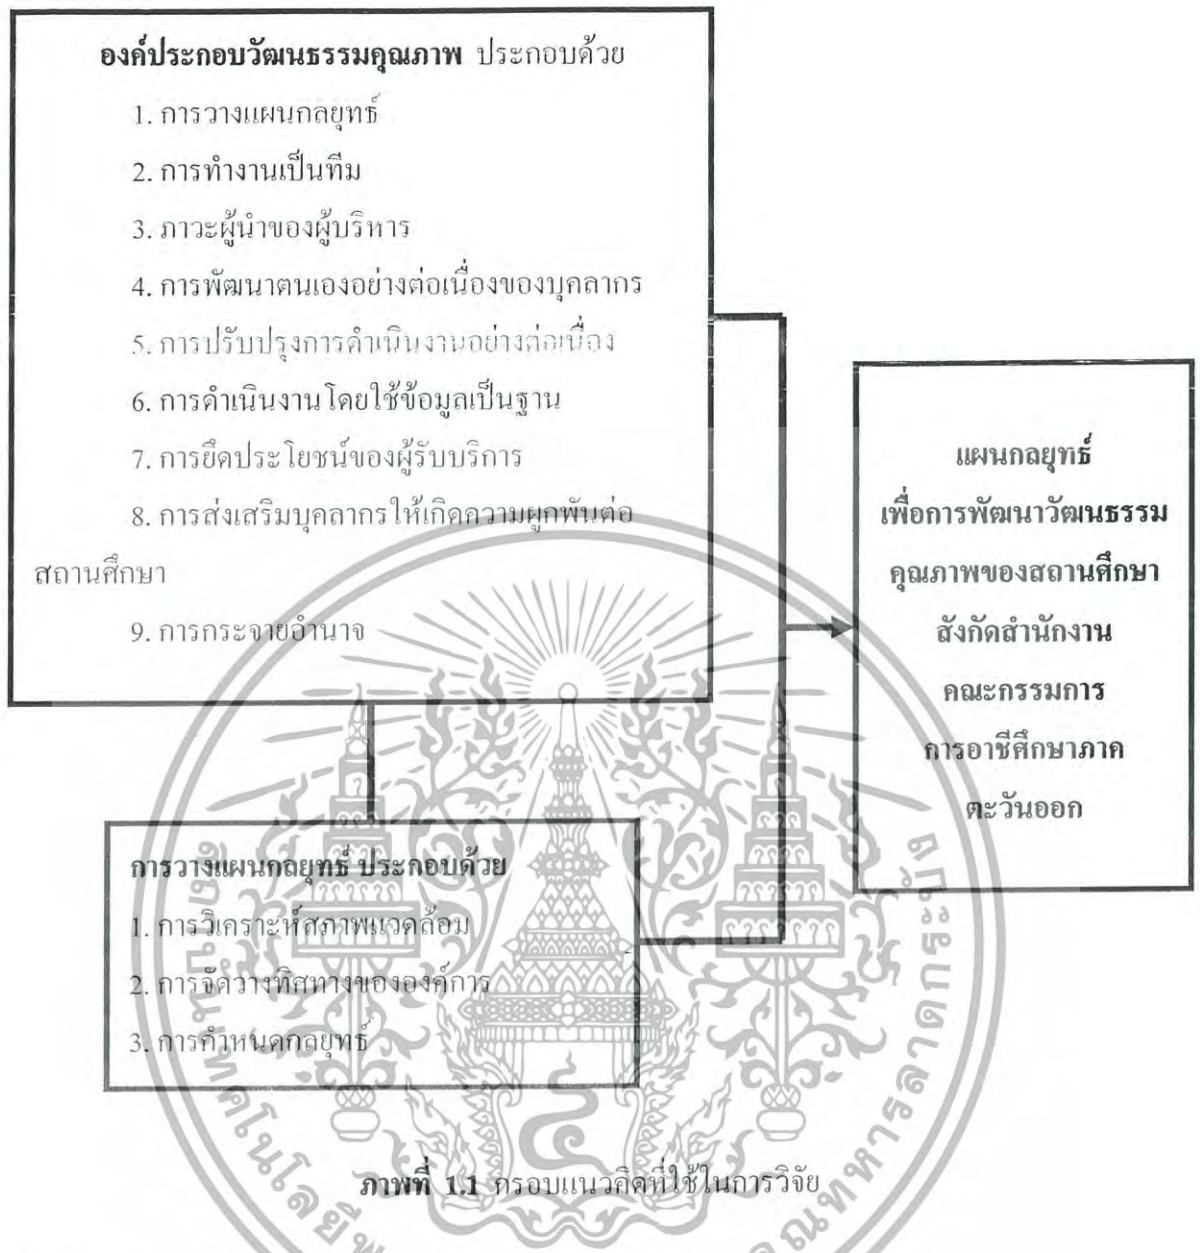 องค์ประกอบวัฒนธรรมคุณภาพ ประกอบด้วย
1. การวางแผนกลยุทธ์
2. การทำงานเป็นทีม
3. ภาวะผู้นำของผู้บริหาร
4. การพัฒนาตนเองอย่างต่อเนื่องของบุคลากร
5. การปรับปรุงการดำเนินงานอย่างต่อเนื่อง
6. การดำเนินงานโดยใช้ข้อมูลเป็นฐาน
7. การยึดประโยชน์ของผู้รับบริการ
8. การส่งเสริมบุคลากรให้เกิดความผูกพันต่อ
สถานศึกษา
9. การกระจายอำนาจ
แผนกลยุทธ์
เพื่อการพัฒนาวัฒนธรรม
คุณภาพของสถานศึกษา
สังกัดสำนักงาน
คณะกรรมการ
การอาชีศึกษาภาค
ตะวันออก
การวางแผนกลยุทธ์ ประกอบด้วย
1. การวิเคราะห์สภาพแวดล้อม
2. การจัดวางทิศทางขององค์การ
3. การกำหนดกลยุทธ์
ภาพที่ 1.1 กรอบแนวคิดที่ใช้ในการวิจัย